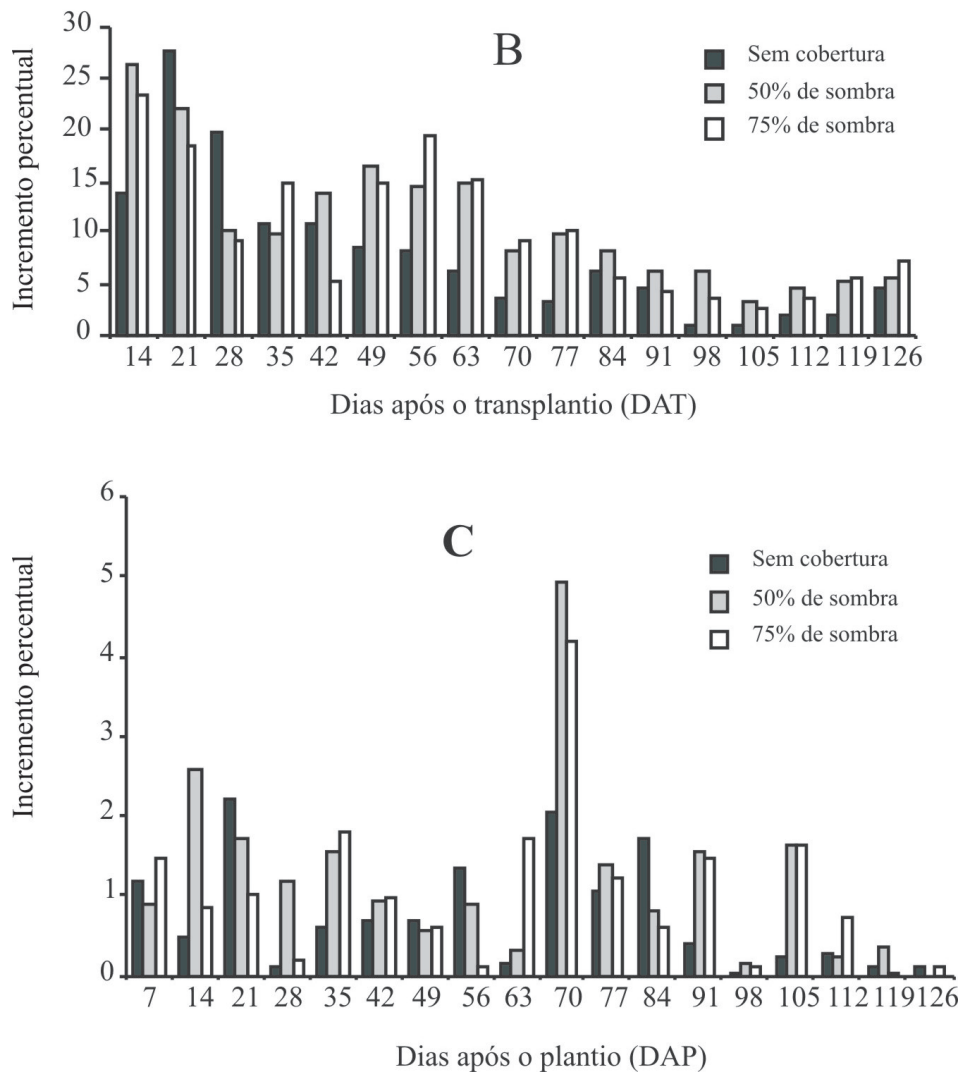 B
Sem cobertura
50% de sombra
75% de sombra
Incremento percentual
30
25
20
15
10
5
0
14 21 28 35 42 49 56 63 70 77 84 91 98 105 112 119 126
Dias após o transplantio (DAT)
C
Sem cobertura
50% de sombra
75% de sombra
Incremento percentual
6
5
4
3
2
1
0
7 14 21 28 35 42 49 56 63 70 77 84 91 98 105 112 119 126
Dias após o plantio (DAP)